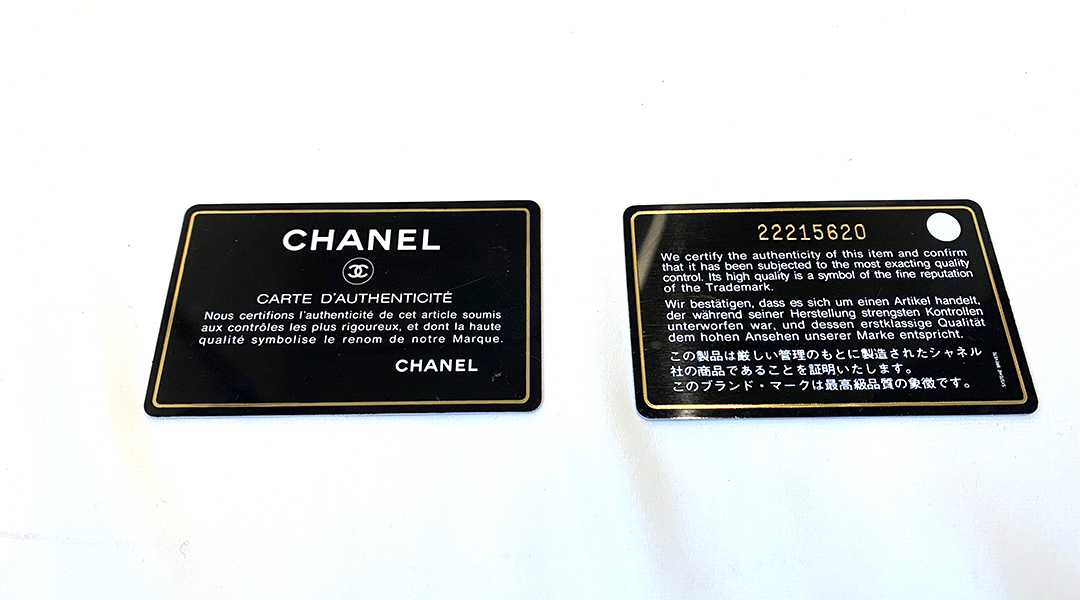 CHANEL
CARTE D'AUTHENTICITÉ
Nous certifions l'authenticité de cet article soumis
aux contrôles les plus rigoureux, et dont la haute
qualité symbolise le renom de notre Marque.
CHANEL
22215620
We certify the authenticity of this item and confirm
that it has been subjected to the most exacting quality
control. Its high quality is a symbol of the fine reputation
of the Trademark.
Wir bestätigen, dass es sich um einen Artikel handelt,
der während seiner Herstellung strengsten Kontrollen
unterworfen war, und dessen erstklassige Qualität
dem hohen Ansehen unserer Marke entspricht.
この製品は厳しい管理のもとに製造されたシャネル
社の商品であることを証明いたします。
このブランド・マークは最高級品質の象徴です。